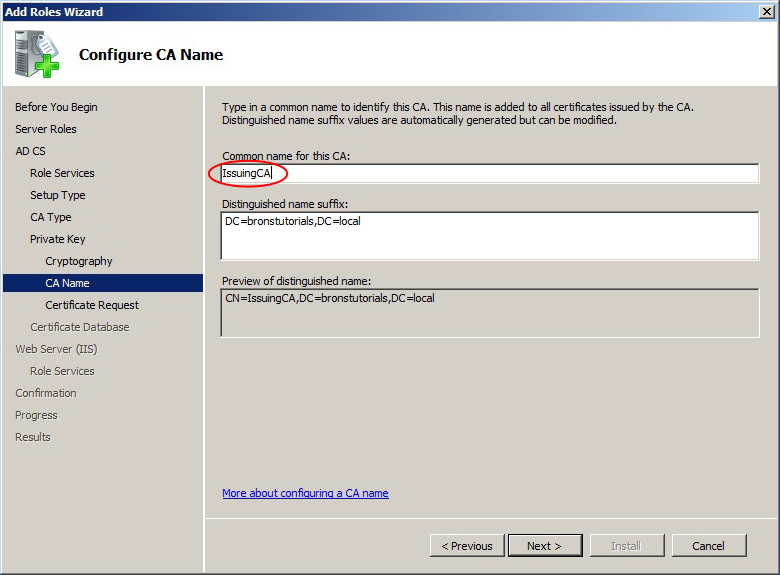 Add Roles Wizard
Configure CA Name
Before You Begin
Server Roles
AD CS
Role Services
Setup Type
CA Type
Private Key
Cryptography
CA Name
Certificate Request
Certificate Database
Web Server (IIS)
Role Services
Confirmation
Progress
Results
Type in a common name to identify this CA. This name is added to all certificates issued by the CA.
Distinguished name suffix values are automatically generated but can be modified.
Common name for this CA:
IssuingCA
Distinguished name suffix:
DC=bronstutorials,DC=local
Preview of distinguished name:
CN=IssuingCA,DC=bronstutorials,DC=local
More about configuring a CA name
< Previous
Next >
Install
Cancel